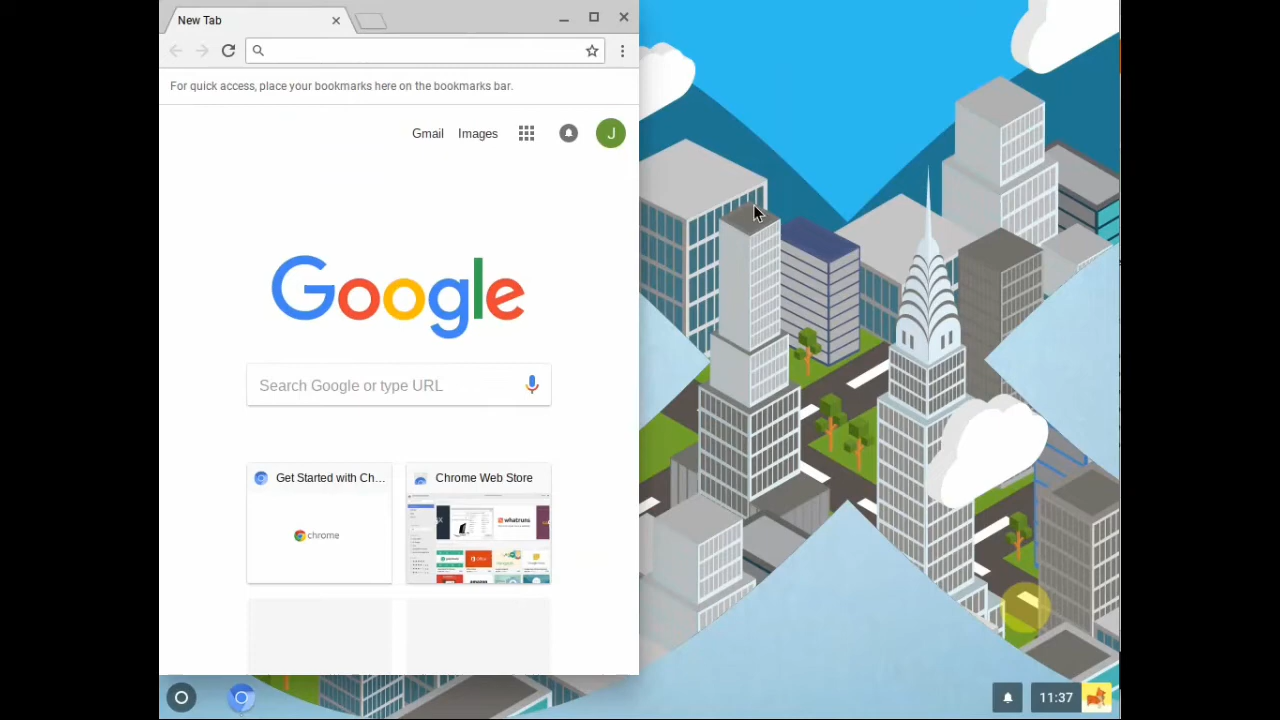 New Tab
For quick access, place your bookmarks here on the bookmarks bar.
Gmail Images J
Google
Search Google or type URL
Get Started with Ch...
Chrome Web Store
chrome
whatruns
11:37